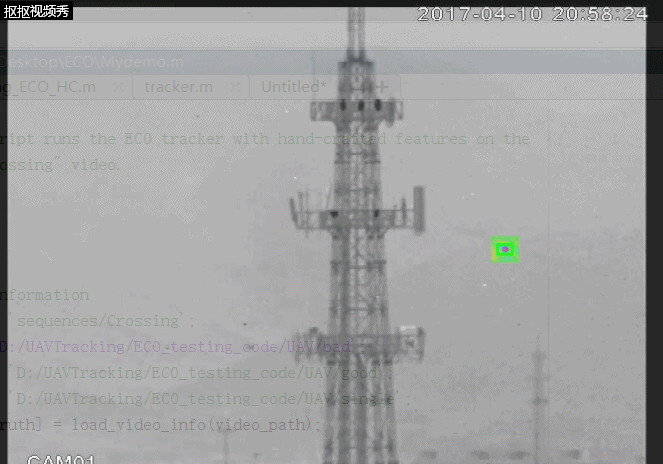 抠抠视频秀
2017-04-10 20:58:24
Desktop\ECO\Mydemo.m
g_ECO_HC.m
tracker.m
Untitled*
+
ript runs the ECO tracker with hand-crafted features on the
ossing" video.
nformation
sequences/Crossing';
D:/UAVTracking/ECO_testing_code/UAV/bad';
'D:/UAVTracking/ECO_testing_code/UAV/good';
'D:/UAVTracking/ECO_testing_code/UAV/single';
ruth] = load_video_info(video_path);
CAM01